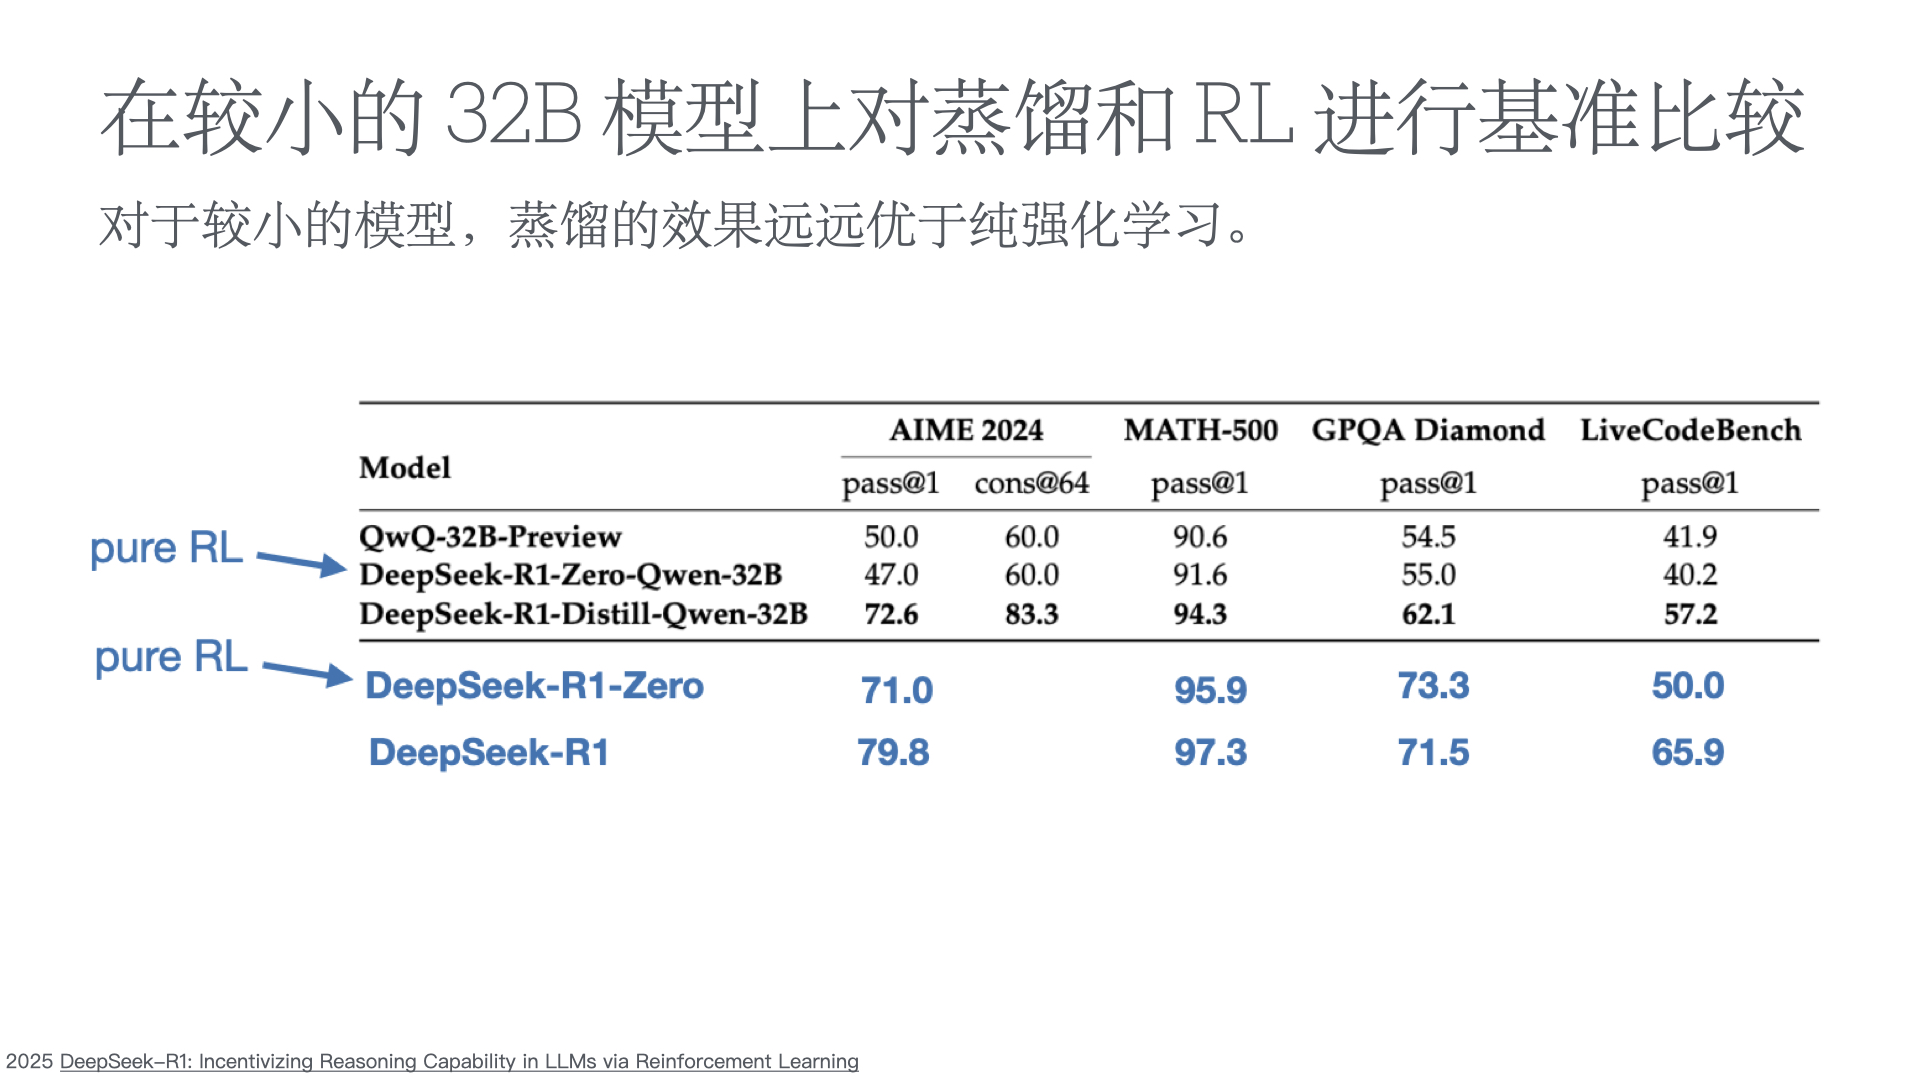 在较小的 32B 模型上对蒸馏和 RL 进行基准比较
对于较小的模型，蒸馏的效果远远优于纯强化学习。
Model AIME 2024 MATH-500 GPQA Diamond LiveCodeBench
pass@1 cons@64 pass@1 pass@1 pass@1
QwQ-32B-Preview 50.0 60.0 90.6 54.5 41.9
pure RL
DeepSeek-R1-Zero-Qwen-32B 47.0 60.0 91.6 55.0 40.2
DeepSeek-R1-Distill-Qwen-32B 72.6 83.3 94.3 62.1 57.2
pure RL
DeepSeek-R1-Zero 71.0 95.9 73.3 50.0
DeepSeek-R1 79.8 97.3 71.5 65.9
2025 DeepSeek-R1: Incentivizing Reasoning Capability in LLMs via Reinforcement Learning